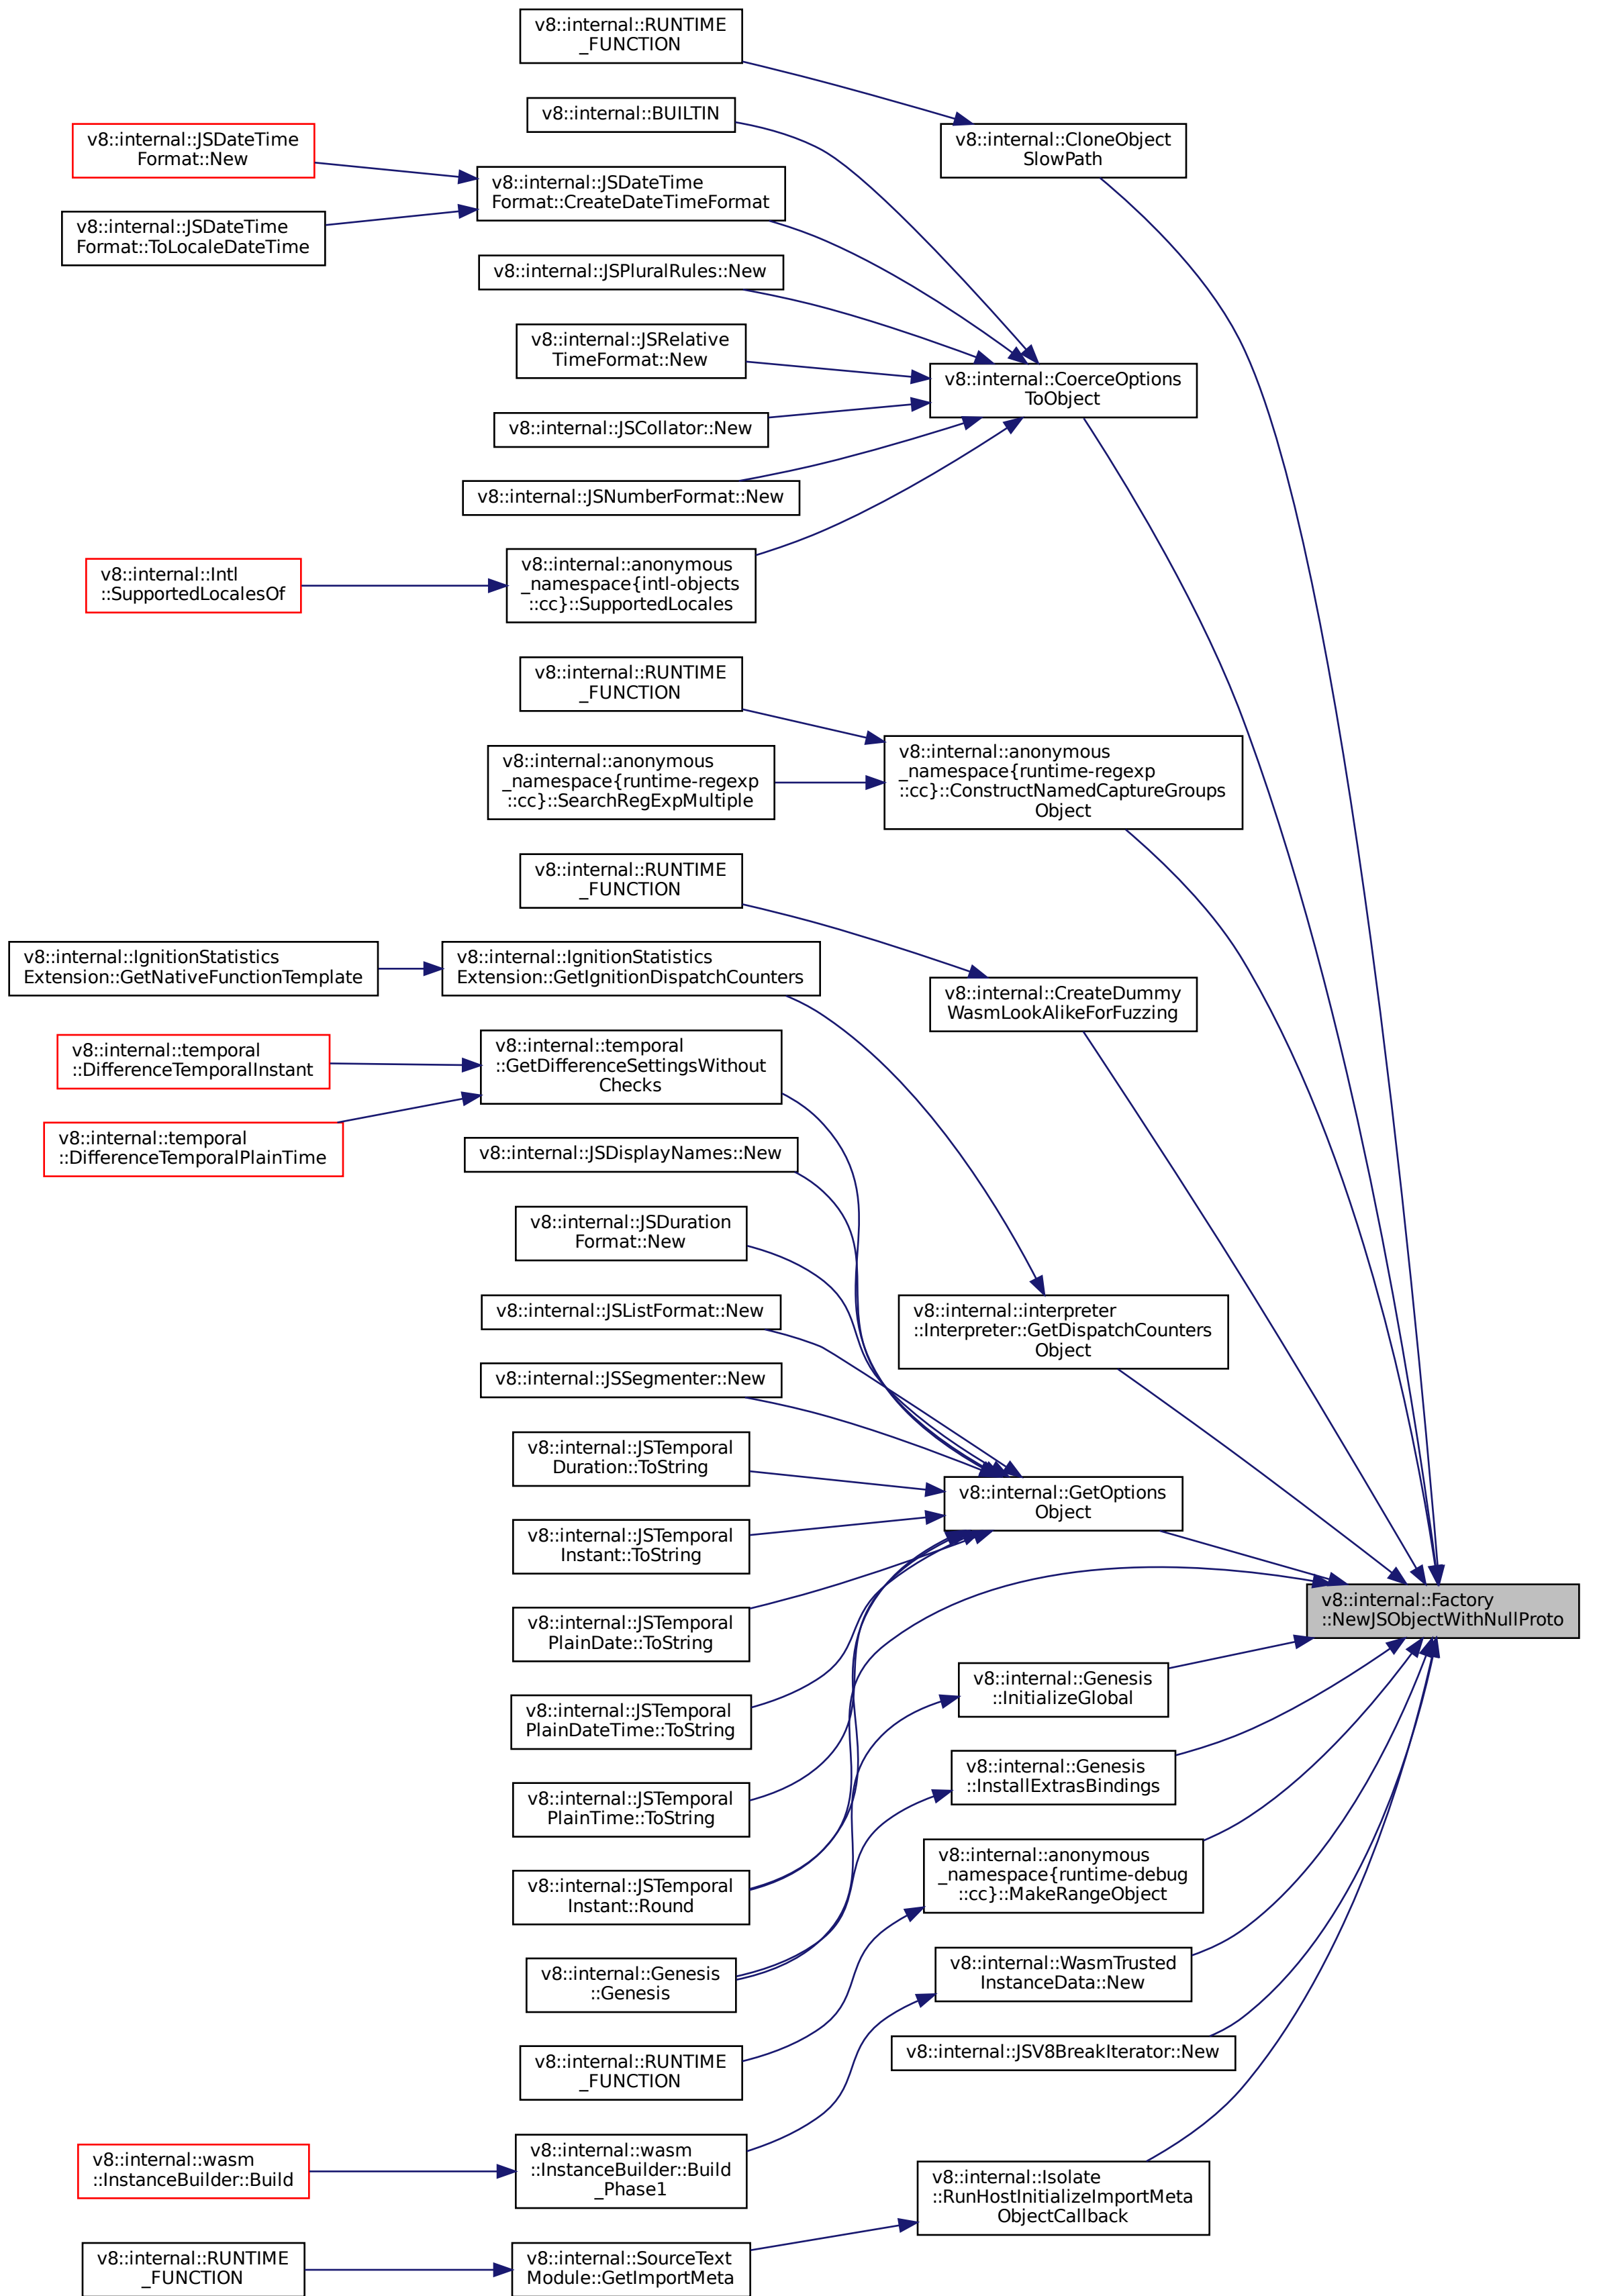 v8::internal::RUNTIME
_FUNCTION
v8::internal::BUILTIN
v8::internal::CloneObject
SlowPath
v8::internal::JSDateTime
Format::New
v8::internal::JSDateTime
Format::CreateDateTimeFormat
v8::internal::JSDateTime
Format::ToLocaleDateTime
v8::internal::JSPluralRules::New
v8::internal::JSRelative
TimeFormat::New
v8::internal::CoerceOptions
ToObject
v8::internal::JSCollator::New
v8::internal::JSNumberFormat::New
v8::internal::Intl
::SupportedLocalesOf
v8::internal::anonymous
_namespace{intl-objects
::cc}::SupportedLocales
v8::internal::RUNTIME
_FUNCTION
v8::internal::anonymous
_namespace{runtime-regexp
::cc}::SearchRegExpMultiple
v8::internal::anonymous
_namespace{runtime-regexp
::cc}::ConstructNamedCaptureGroups
Object
v8::internal::RUNTIME
_FUNCTION
v8::internal::IgnitionStatistics
Extension::GetNativeFunctionTemplate
v8::internal::IgnitionStatistics
Extension::GetIgnitionDispatchCounters
v8::internal::CreateDummy
WasmLookAlikeForFuzzing
v8::internal::temporal
::DifferenceTemporalInstant
v8::internal::temporal
::GetDifferenceSettingsWithout
Checks
v8::internal::temporal
::DifferenceTemporalPlainTime
v8::internal::JSDisplayNames::New
v8::internal::JSDuration
Format::New
v8::internal::JSListFormat::New
v8::internal::interpreter
::Interpreter::GetDispatchCounters
Object
v8::internal::JSSegmenter::New
v8::internal::JSTemporal
Duration::ToString
v8::internal::GetOptions
Object
v8::internal::JSTemporal
Instant::ToString
v8::internal::JSTemporal
PlainDate::ToString
v8::internal::Factory
::NewJSObjectWithNullProto
v8::internal::Genesis
::InitializeGlobal
v8::internal::JSTemporal
PlainDateTime::ToString
v8::internal::Genesis
::InstallExtrasBindings
v8::internal::JSTemporal
PlainTime::ToString
v8::internal::anonymous
_namespace{runtime-debug
::cc}::MakeRangeObject
v8::internal::JSTemporal
Instant::Round
v8::internal::Genesis
::Genesis
v8::internal::WasmTrusted
InstanceData::New
v8::internal::JSV8BreakIterator::New
v8::internal::RUNTIME
_FUNCTION
v8::internal::wasm
::InstanceBuilder::Build
v8::internal::wasm
::InstanceBuilder::Build
_Phase1
v8::internal::Isolate
::RunHostInitializeImportMeta
ObjectCallback
v8::internal::RUNTIME
_FUNCTION
v8::internal::SourceText
Module::GetImportMeta